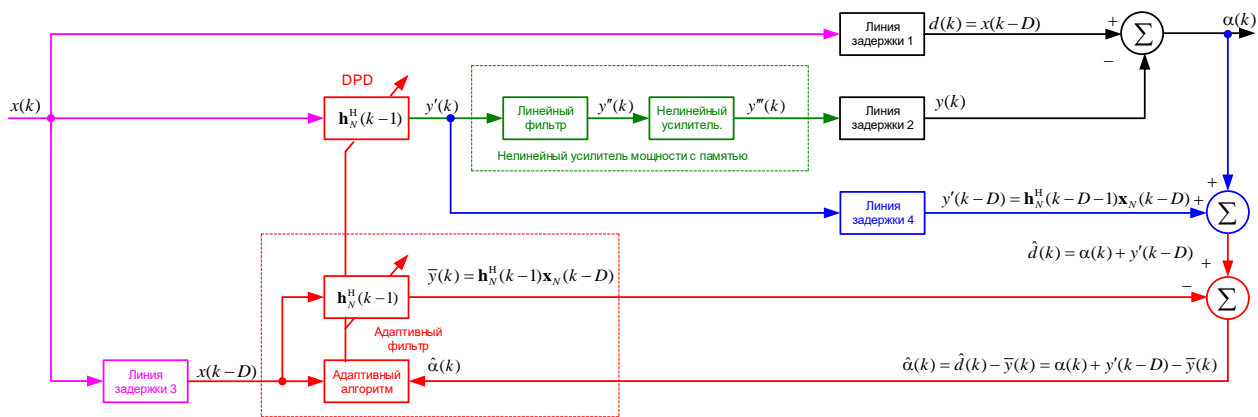 Линия
задержки 1
d(k) = x(k−D)
+
−
Σ
α(k)
x(k)
DPD
h_N^H(k−1)
y′(k)
Линейный
фильтр
y″(k)
Нелинейный
усилитель.
y‴(k)
Нелинейный усилитель мощности с памятью
Линия
задержки 2
y(k)
Линия
задержки 4
y′(k−D) = h_N^H(k−D−1)x_N(k−D)
+
+
Σ
d̂(k) = α(k) + y′(k−D)
+
−
Σ
h_N^H(k−1)
y̅(k) = h_N^H(k−1)x_N(k−D)
Адаптивный
фильтр
Линия
задержки 3
x(k−D)
Адаптивный
алгоритм
α̂(k)
α̂(k) = d̂(k) − y̅(k) = α(k) + y′(k−D) − y̅(k)